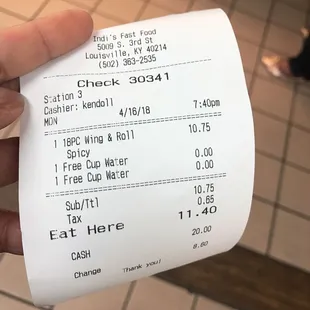 Indi's Fast Food
5009 S. 3rd St
Louisville, KY 40214
(502) 363-2535
Check 30341
Station 3
Cashier: kendoll
MON 4/16/18 7:40pm
1 18PC Wing & Roll 10.75
Spicy
1 Free Cup Water 0.00
1 Free Cup Water 0.00
Sub/Ttl 10.75
Tax 0.65
Eat Here 11.40
CASH 20.00
Change 8.60
Thank you!